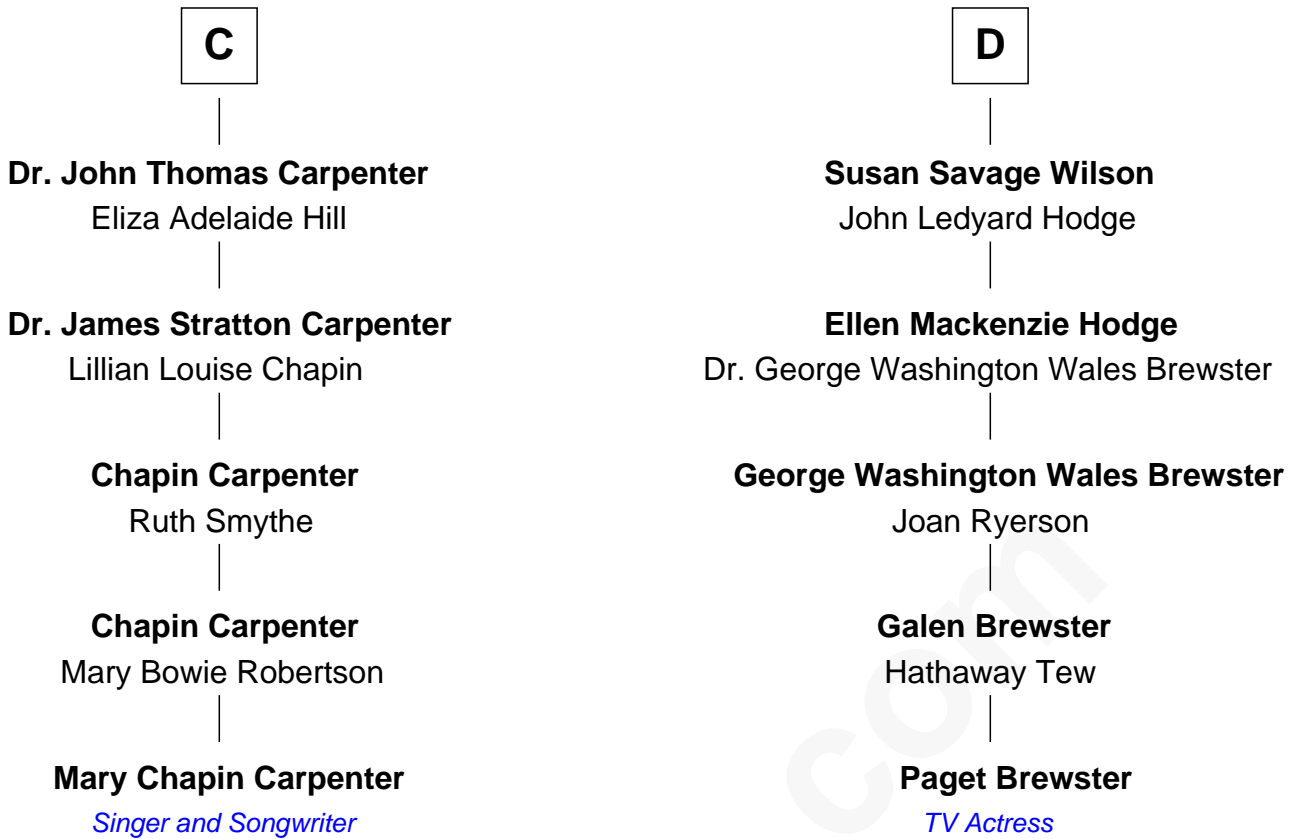 C
Dr. John Thomas Carpenter
Eliza Adelaide Hill
Dr. James Stratton Carpenter
Lillian Louise Chapin
Chapin Carpenter
Ruth Smythe
Chapin Carpenter
Mary Bowie Robertson
Mary Chapin Carpenter
Singer and Songwriter
D
Susan Savage Wilson
John Ledyard Hodge
Ellen Mackenzie Hodge
Dr. George Washington Wales Brewster
George Washington Wales Brewster
Joan Ryerson
Galen Brewster
Hathaway Tew
Paget Brewster
TV Actress
com